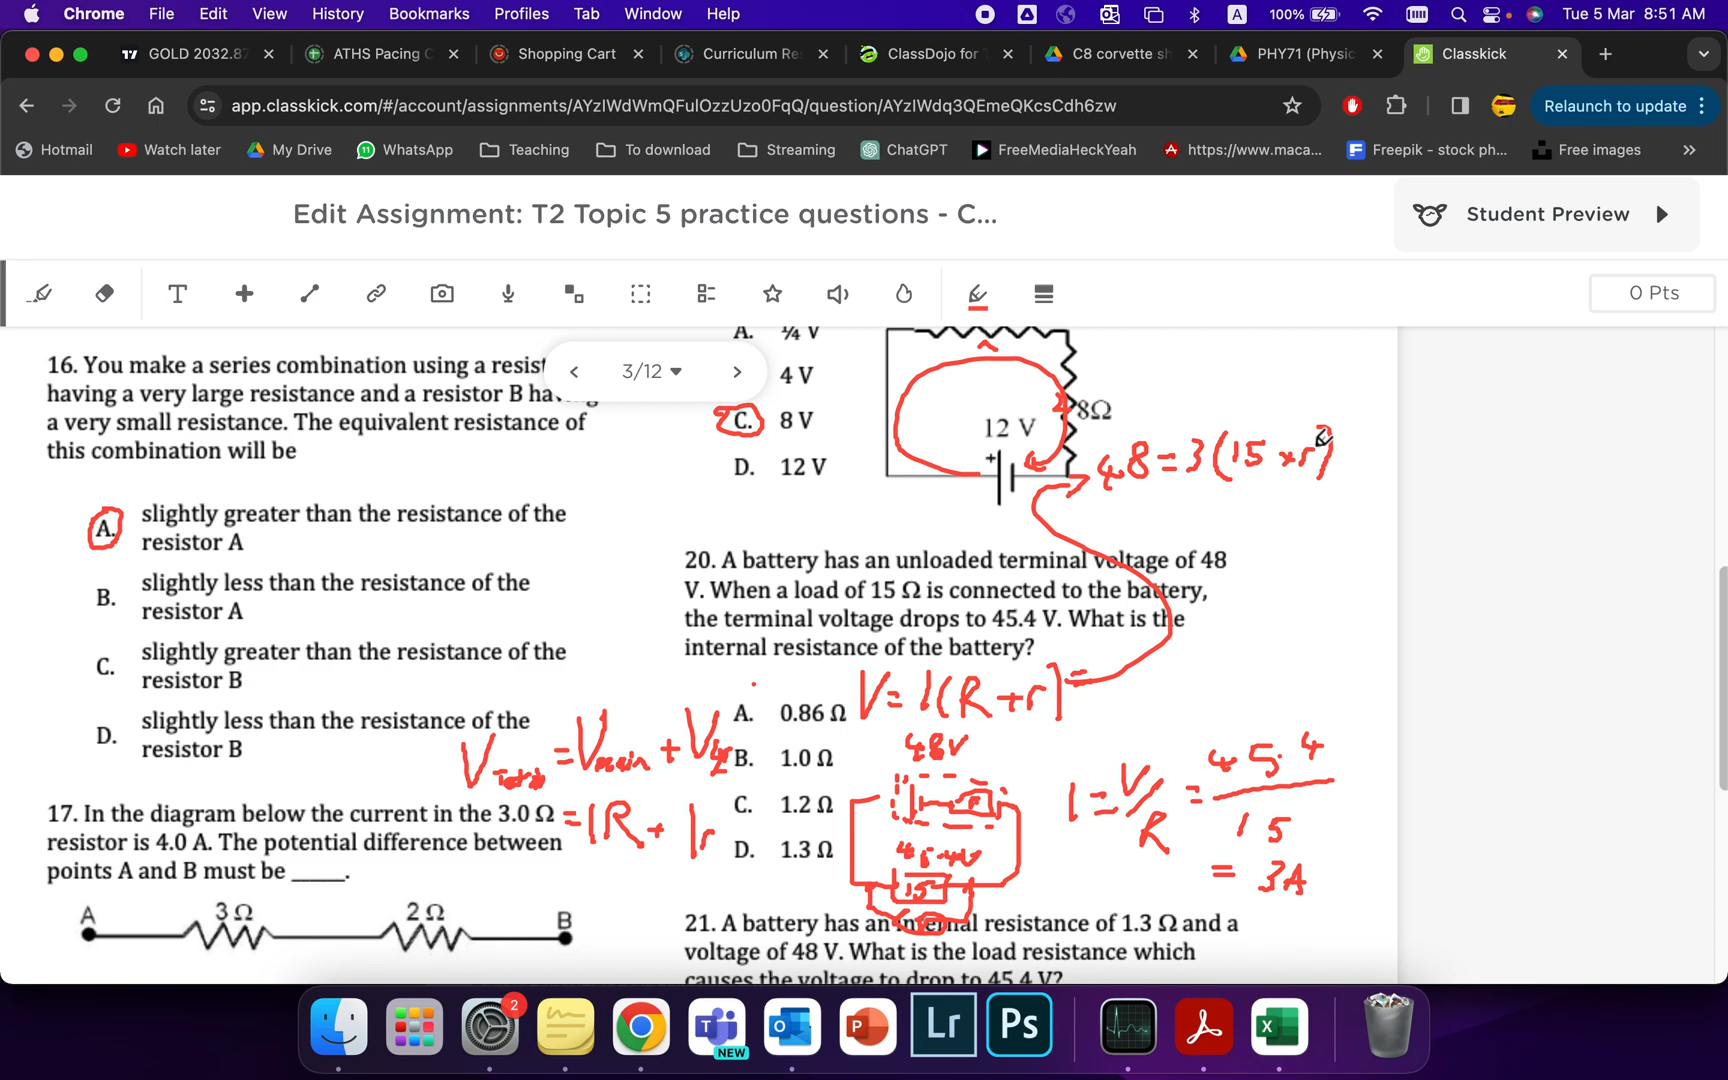 Chrome File Edit View History Bookmarks Profiles Tab Window Help A 100% Tue 5 Mar 8:51 AM
GOLD 2032.87 ATHS Pacing C Shopping Cart Curriculum Re ClassDojo for C8 corvette sh PHY71 (Physic Classkick
app.classkick.com/#/account/assignments/AYzIWdWmQFulOzzUzo0FqQ/question/AYzIWdq3QEmeQKcsCdh6zw Relaunch to update
Hotmail Watch later My Drive WhatsApp Teaching To download Streaming ChatGPT FreeMediaHeckYeah https://www.maca... Freepik - stock ph... Free images
Edit Assignment: T2 Topic 5 practice questions - C...
Student Preview
0 Pts
3/12
16. You make a series combination using a resist
having a very large resistance and a resistor B hav
a very small resistance. The equivalent resistance of
this combination will be
A. slightly greater than the resistance of the
resistor A
B. slightly less than the resistance of the
resistor A
C. slightly greater than the resistance of the
resistor B
D. slightly less than the resistance of the
resistor B
17. In the diagram below the current in the 3.0 Ω
resistor is 4.0 A. The potential difference between
points A and B must be _____.
A 3 Ω 2 Ω B
A. ¼ V
4 V
C. 8 V
D. 12 V
12 V
8Ω
48=3(15+r)
20. A battery has an unloaded terminal voltage of 48
V. When a load of 15 Ω is connected to the battery,
the terminal voltage drops to 45.4 V. What is the
internal resistance of the battery?
A. 0.86 Ω
B. 1.0 Ω
C. 1.2 Ω
D. 1.3 Ω
V=I(R+r)=
=IR+Ir
48V
45.4V
15
I=V/R=45.4
15
=3A
21. A battery has an internal resistance of 1.3 Ω and a
voltage of 48 V. What is the load resistance which
causes the voltage to drop to 45.4 V?
2 NEW Lr Ps